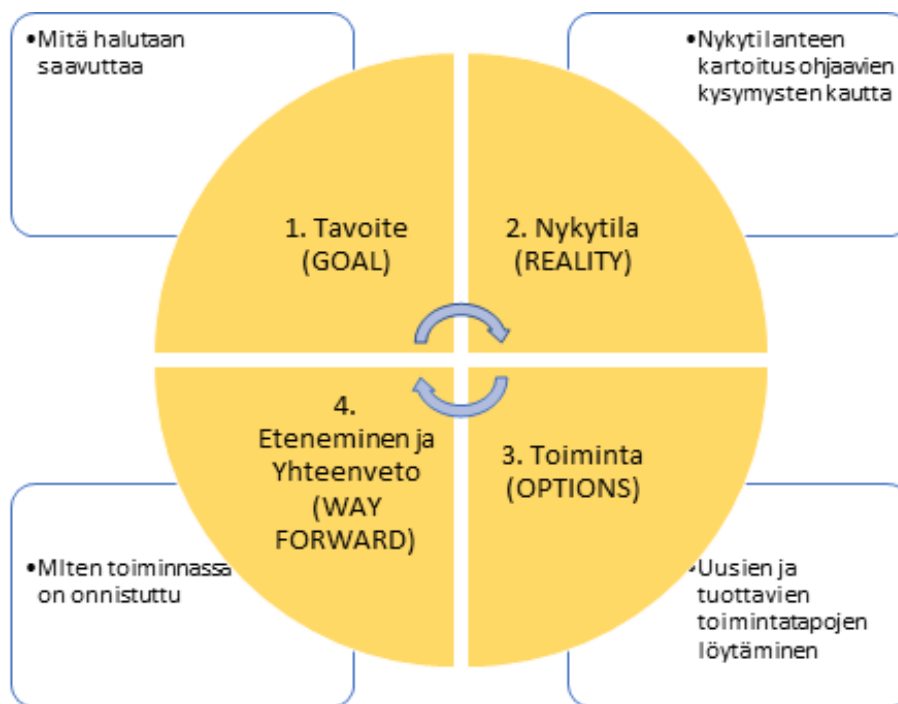 •Mitä halutaan
saavuttaa
•Nykytilanteen
kartoitus ohjaavien
kysymysten kautta
1. Tavoite
(GOAL)
2. Nykytila
(REALITY)
4.
Eteneminen ja
Yhteenveto
(WAY
FORWARD)
3. Toiminta
(OPTIONS)
•MIten toiminnassa
on onnistuttu
•Uusien ja
tuottavien
toimintatapojen
löytäminen